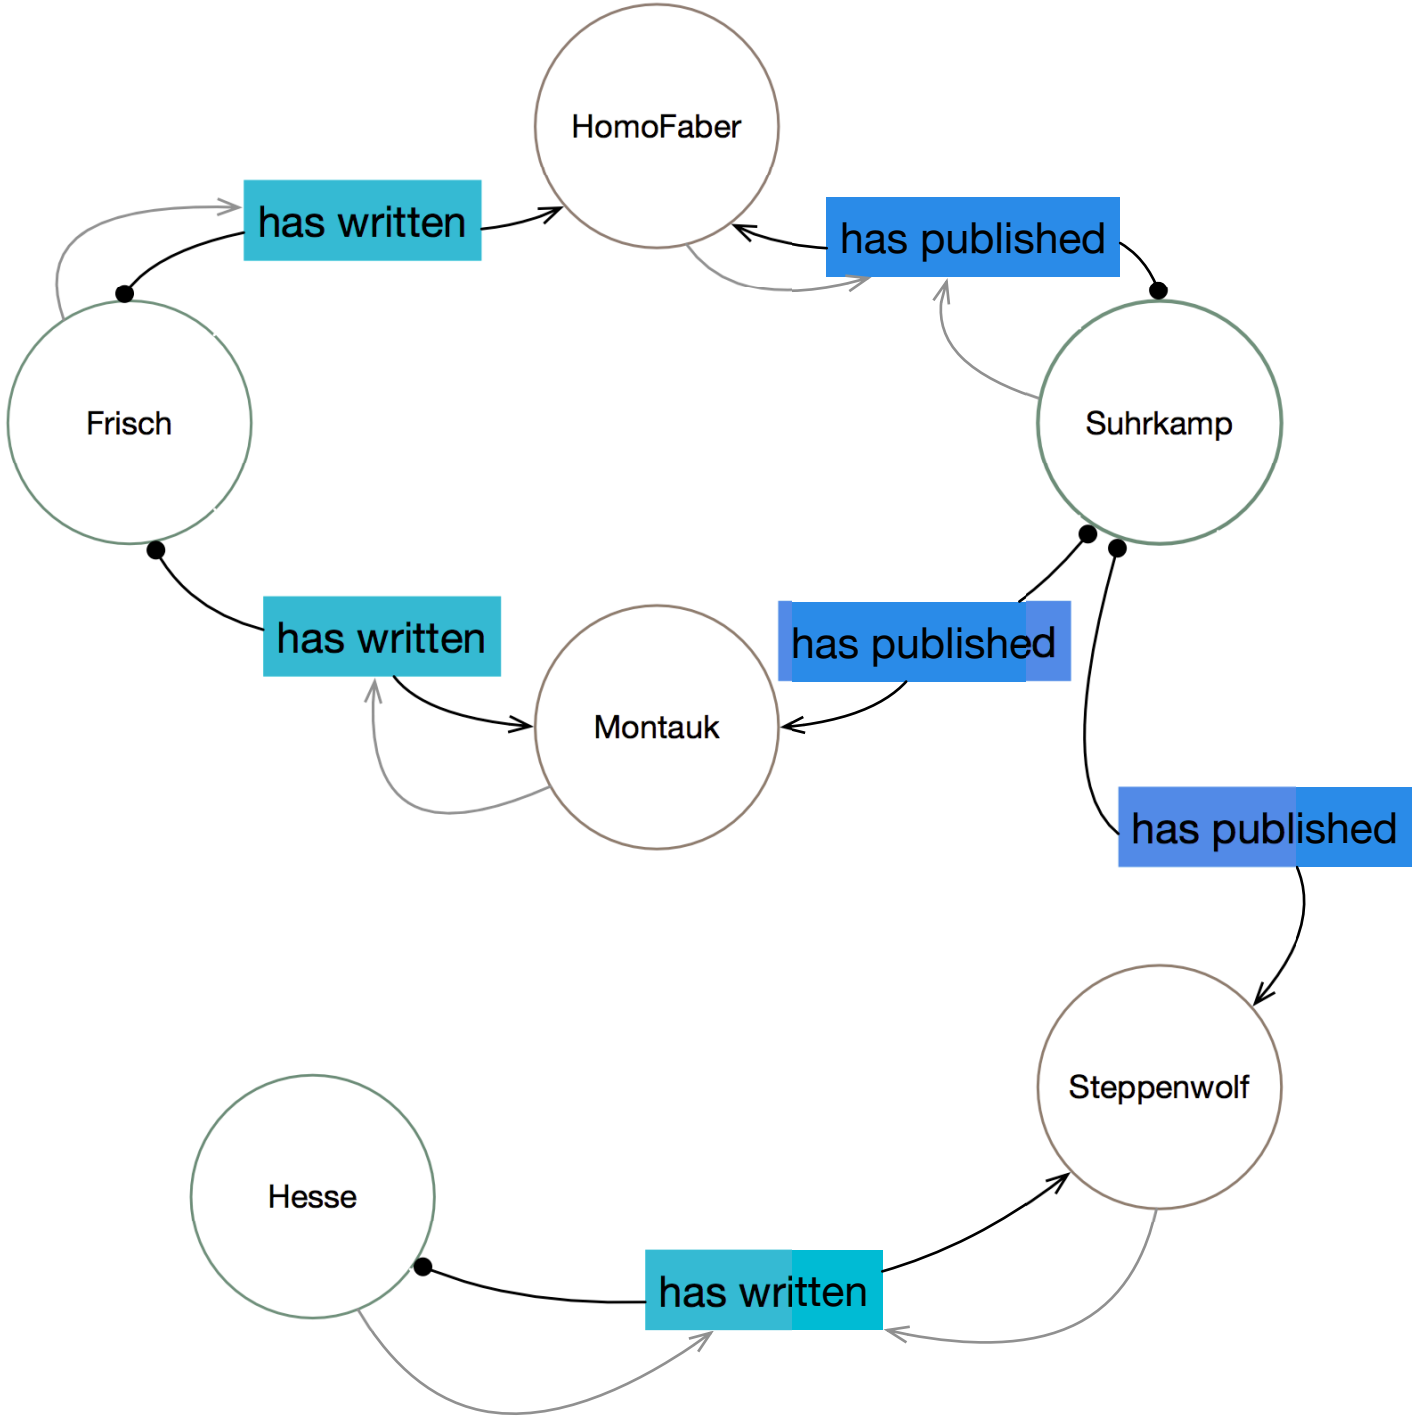 HomoFaber
has written
has published
Frisch
Suhrkamp
has written
has published
Montauk
has published
Steppenwolf
Hesse
has written